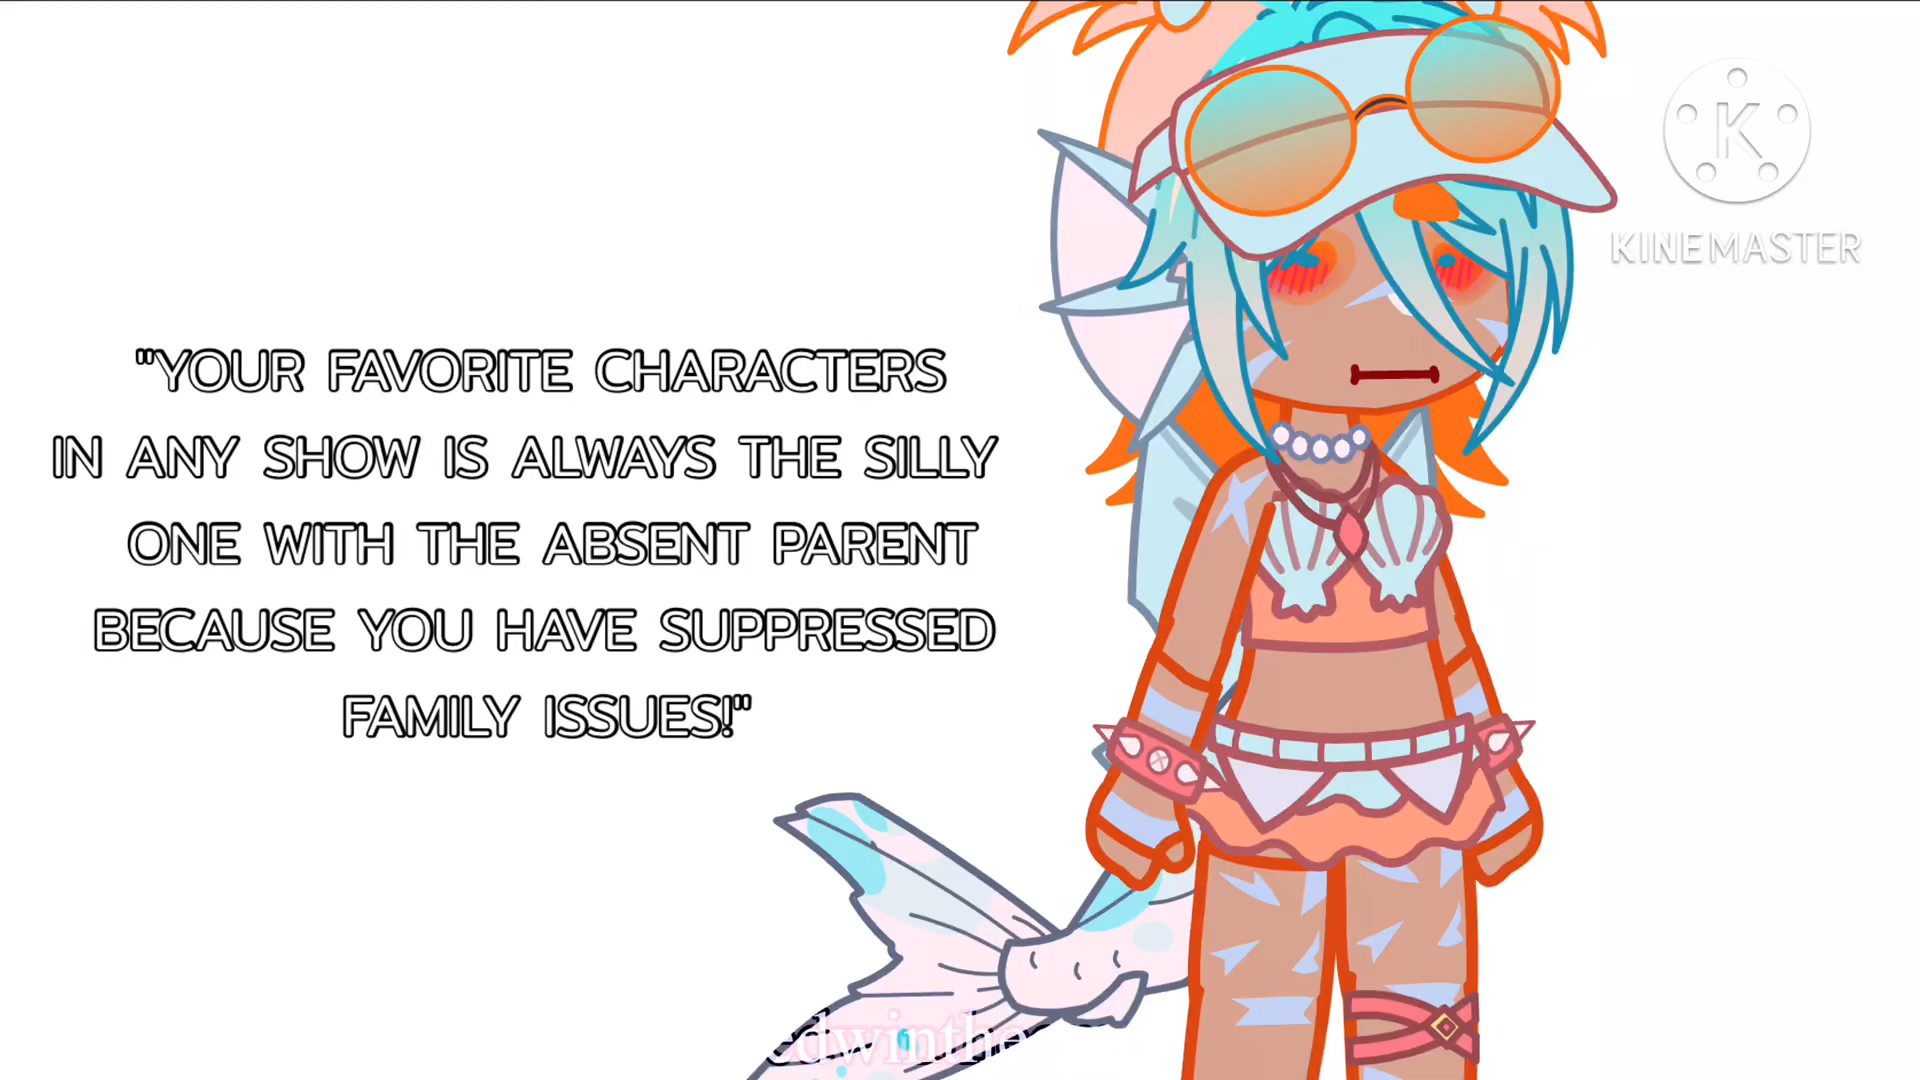 "YOUR FAVORITE CHARACTERS
IN ANY SHOW IS ALWAYS THE SILLY
ONE WITH THE ABSENT PARENT
BECAUSE YOU HAVE SUPPRESSED
FAMILY ISSUES!"
K
KINEMASTER